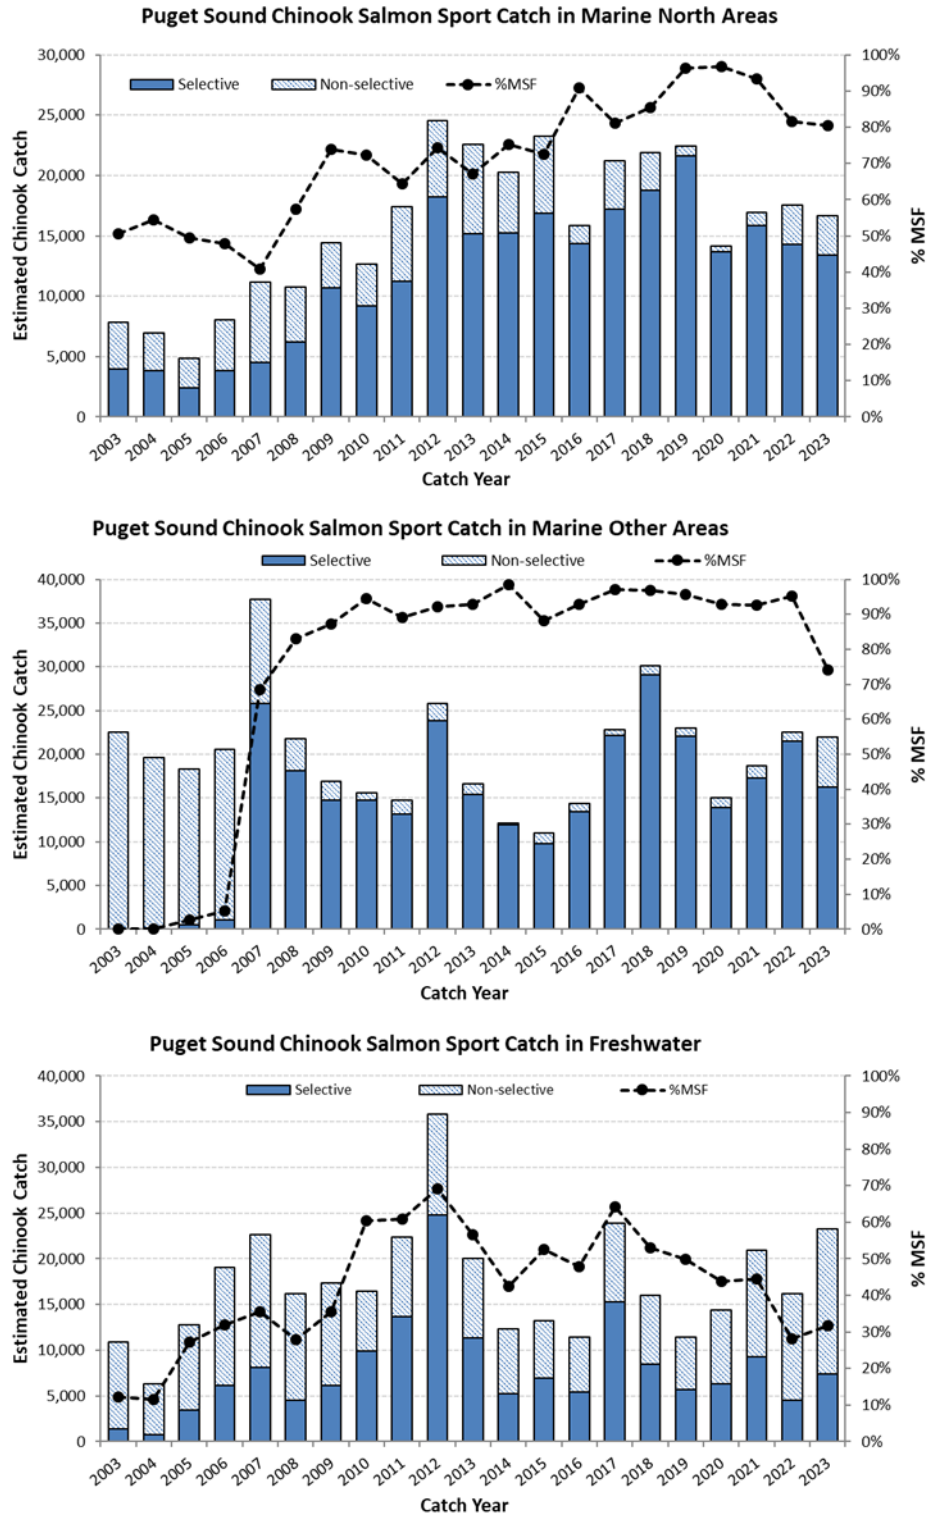 Puget Sound Chinook Salmon Sport Catch in Marine North Areas
30,000 100%
90%
Selective Non-selective %MSF
25,000 80%
70%
20,000
60%
15,000 50%
40%
10,000
30%
20%
5,000
10%
0 0%
Estimated Chinook Catch
% MSF
2003 2004 2005 2006 2007 2008 2009 2010 2011 2012 2013 2014 2015 2016 2017 2018 2019 2020 2021 2022 2023
Catch Year
Puget Sound Chinook Salmon Sport Catch in Marine Other Areas
Selective Non-selective %MSF
40,000 100%
90%
35,000
80%
30,000
70%
25,000
60%
20,000 50%
40%
15,000
30%
10,000
20%
5,000
10%
0 0%
Estimated Chinook Catch
% MSF
2003 2004 2005 2006 2007 2008 2009 2010 2011 2012 2013 2014 2015 2016 2017 2018 2019 2020 2021 2022 2023
Catch Year
Puget Sound Chinook Salmon Sport Catch in Freshwater
40,000 100%
Selective Non-selective %MSF
90%
35,000
80%
30,000
70%
25,000
60%
20,000 50%
40%
15,000
30%
10,000
20%
5,000
10%
0 0%
Estimated Chinook Catch
% MSF
2003 2004 2005 2006 2007 2008 2009 2010 2011 2012 2013 2014 2015 2016 2017 2018 2019 2020 2021 2022 2023
Catch Year